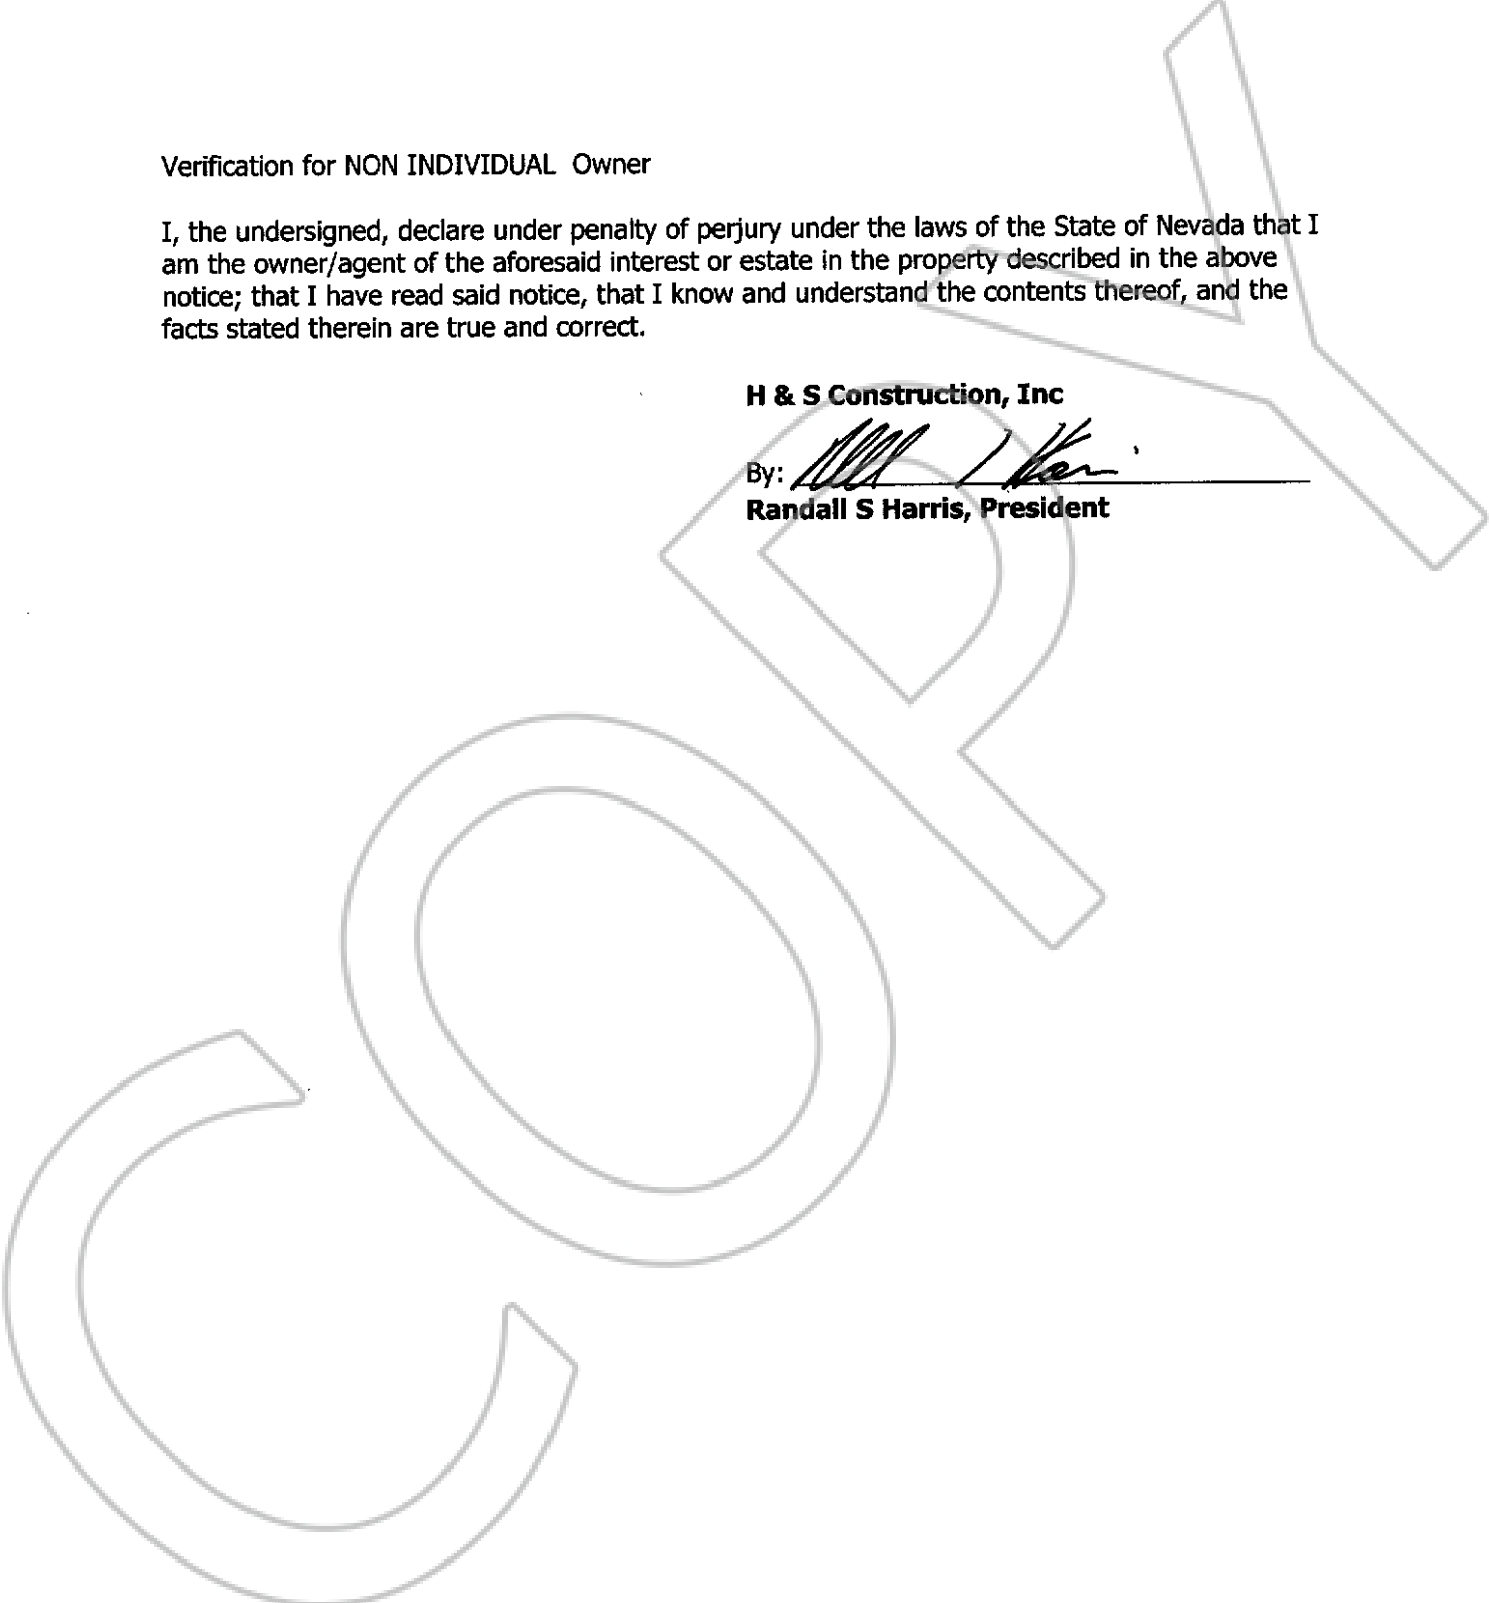 Verification for NON INDIVIDUAL Owner
I, the undersigned, declare under penalty of perjury under the laws of the State of Nevada that I
am the owner/agent of the aforesaid interest or estate in the property described in the above
notice; that I have read said notice, that I know and understand the contents thereof, and the
facts stated therein are true and correct.
H & S Construction, Inc
By:
Randall S Harris, President
COPY